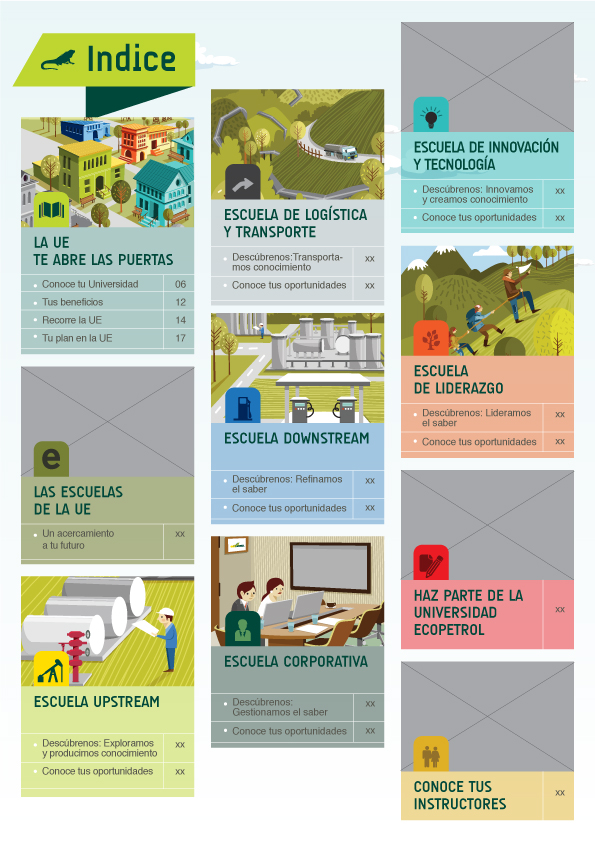 Indice
LA UE
TE ABRE LAS PUERTAS
Conoce tu Universidad 06
Tus beneficios 12
Recorre la UE 14
Tu plan en la UE 17
e
LAS ESCUELAS
DE LA UE
Un acercamiento xx
a tu futuro
ESCUELA UPSTREAM
Descúbrenos: Exploramos xx
y producimos conocimiento
Conoce tus oportunidades xx
ESCUELA DE LOGÍSTICA
Y TRANSPORTE
Descúbrenos:Transporta- xx
mos conocimiento
Conoce tus oportunidades xx
ESCUELA DOWNSTREAM
Descúbrenos: Refinamos xx
el saber
Conoce tus oportunidades xx
ESCUELA CORPORATIVA
Descúbrenos: xx
Gestionamos el saber
Conoce tus oportunidades xx
ESCUELA DE INNOVACIÓN
Y TECNOLOGÍA
Descúbrenos: Innovamos xx
y creamos conocimiento
Conoce tus oportunidades xx
ESCUELA
DE LIDERAZGO
Descúbrenos: Lideramos xx
el saber
Conoce tus oportunidades xx
HAZ PARTE DE LA
UNIVERSIDAD xx
ECOPETROL
CONOCE TUS
INSTRUCTORES xx